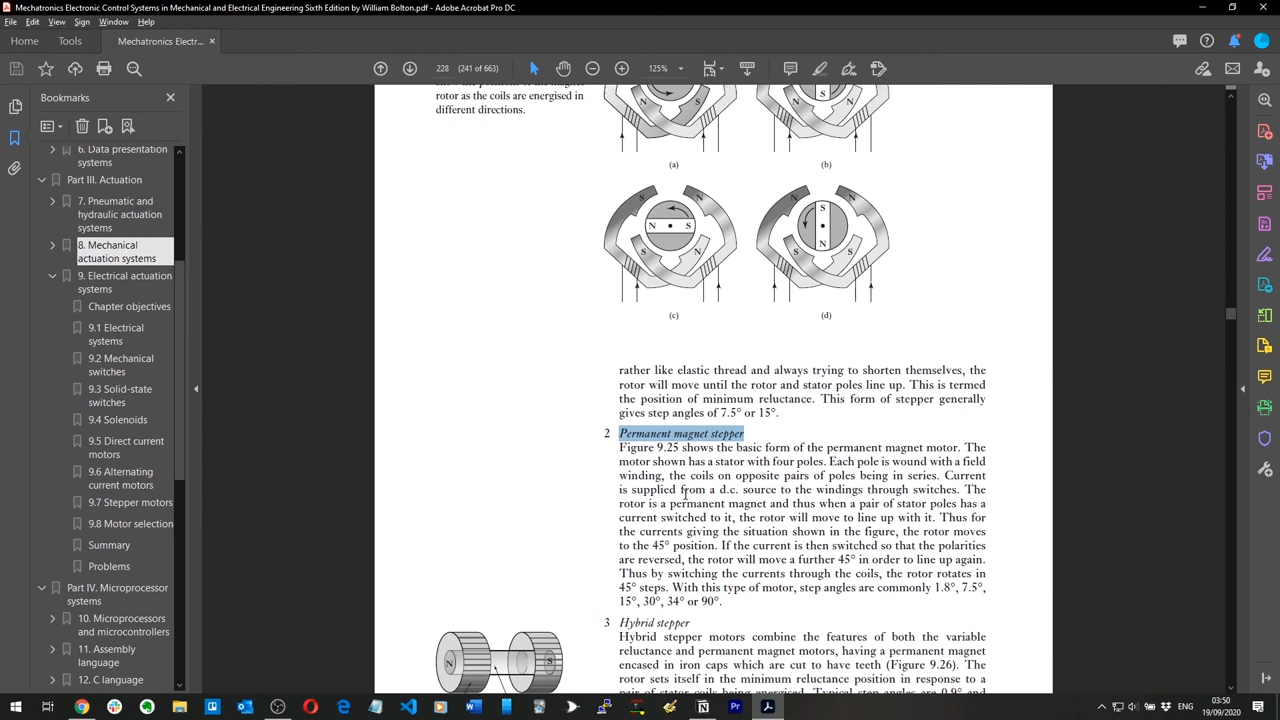 Mechatronics Electronic Control Systems in Mechanical and Electrical Engineering Sixth Edition by William Bolton.pdf - Adobe Acrobat Pro DC
File Edit View Sign Window Help
Home Tools Mechatronics Electr... ×
228 (241 of 663) 125%
Bookmarks
6. Data presentation
systems
Part III. Actuation
7. Pneumatic and
hydraulic actuation
systems
8. Mechanical
actuation systems
9. Electrical actuation
systems
Chapter objectives
9.1 Electrical
systems
9.2 Mechanical
switches
9.3 Solid-state
switches
9.4 Solenoids
9.5 Direct current
motors
9.6 Alternating
current motors
9.7 Stepper motors
9.8 Motor selection
Summary
Problems
Part IV. Microprocessor
systems
10. Microprocessors
and microcontrollers
11. Assembly
language
12. C language
rotor as the coils are energised in
different directions.
N S N S N
(a) (b)
S N N S
N S S N
S N N S
(c) (d)
rather like elastic thread and always trying to shorten themselves, the
rotor will move until the rotor and stator poles line up. This is termed
the position of minimum reluctance. This form of stepper generally
gives step angles of 7.5° or 15°.
2 Permanent magnet stepper
Figure 9.25 shows the basic form of the permanent magnet motor. The
motor shown has a stator with four poles. Each pole is wound with a field
winding, the coils on opposite pairs of poles being in series. Current
is supplied from a d.c. source to the windings through switches. The
rotor is a permanent magnet and thus when a pair of stator poles has a
current switched to it, the rotor will move to line up with it. Thus for
the currents giving the situation shown in the figure, the rotor moves
to the 45° position. If the current is then switched so that the polarities
are reversed, the rotor will move a further 45° in order to line up again.
Thus by switching the currents through the coils, the rotor rotates in
45° steps. With this type of motor, step angles are commonly 1.8°, 7.5°,
15°, 30°, 34° or 90°.
3 Hybrid stepper
Hybrid stepper motors combine the features of both the variable
reluctance and permanent magnet motors, having a permanent magnet
encased in iron caps which are cut to have teeth (Figure 9.26). The
rotor sets itself in the minimum reluctance position in response to a
pair of stator coils being energised. Typical step angles are 0.9° and
N S
03:50
19/09/2020